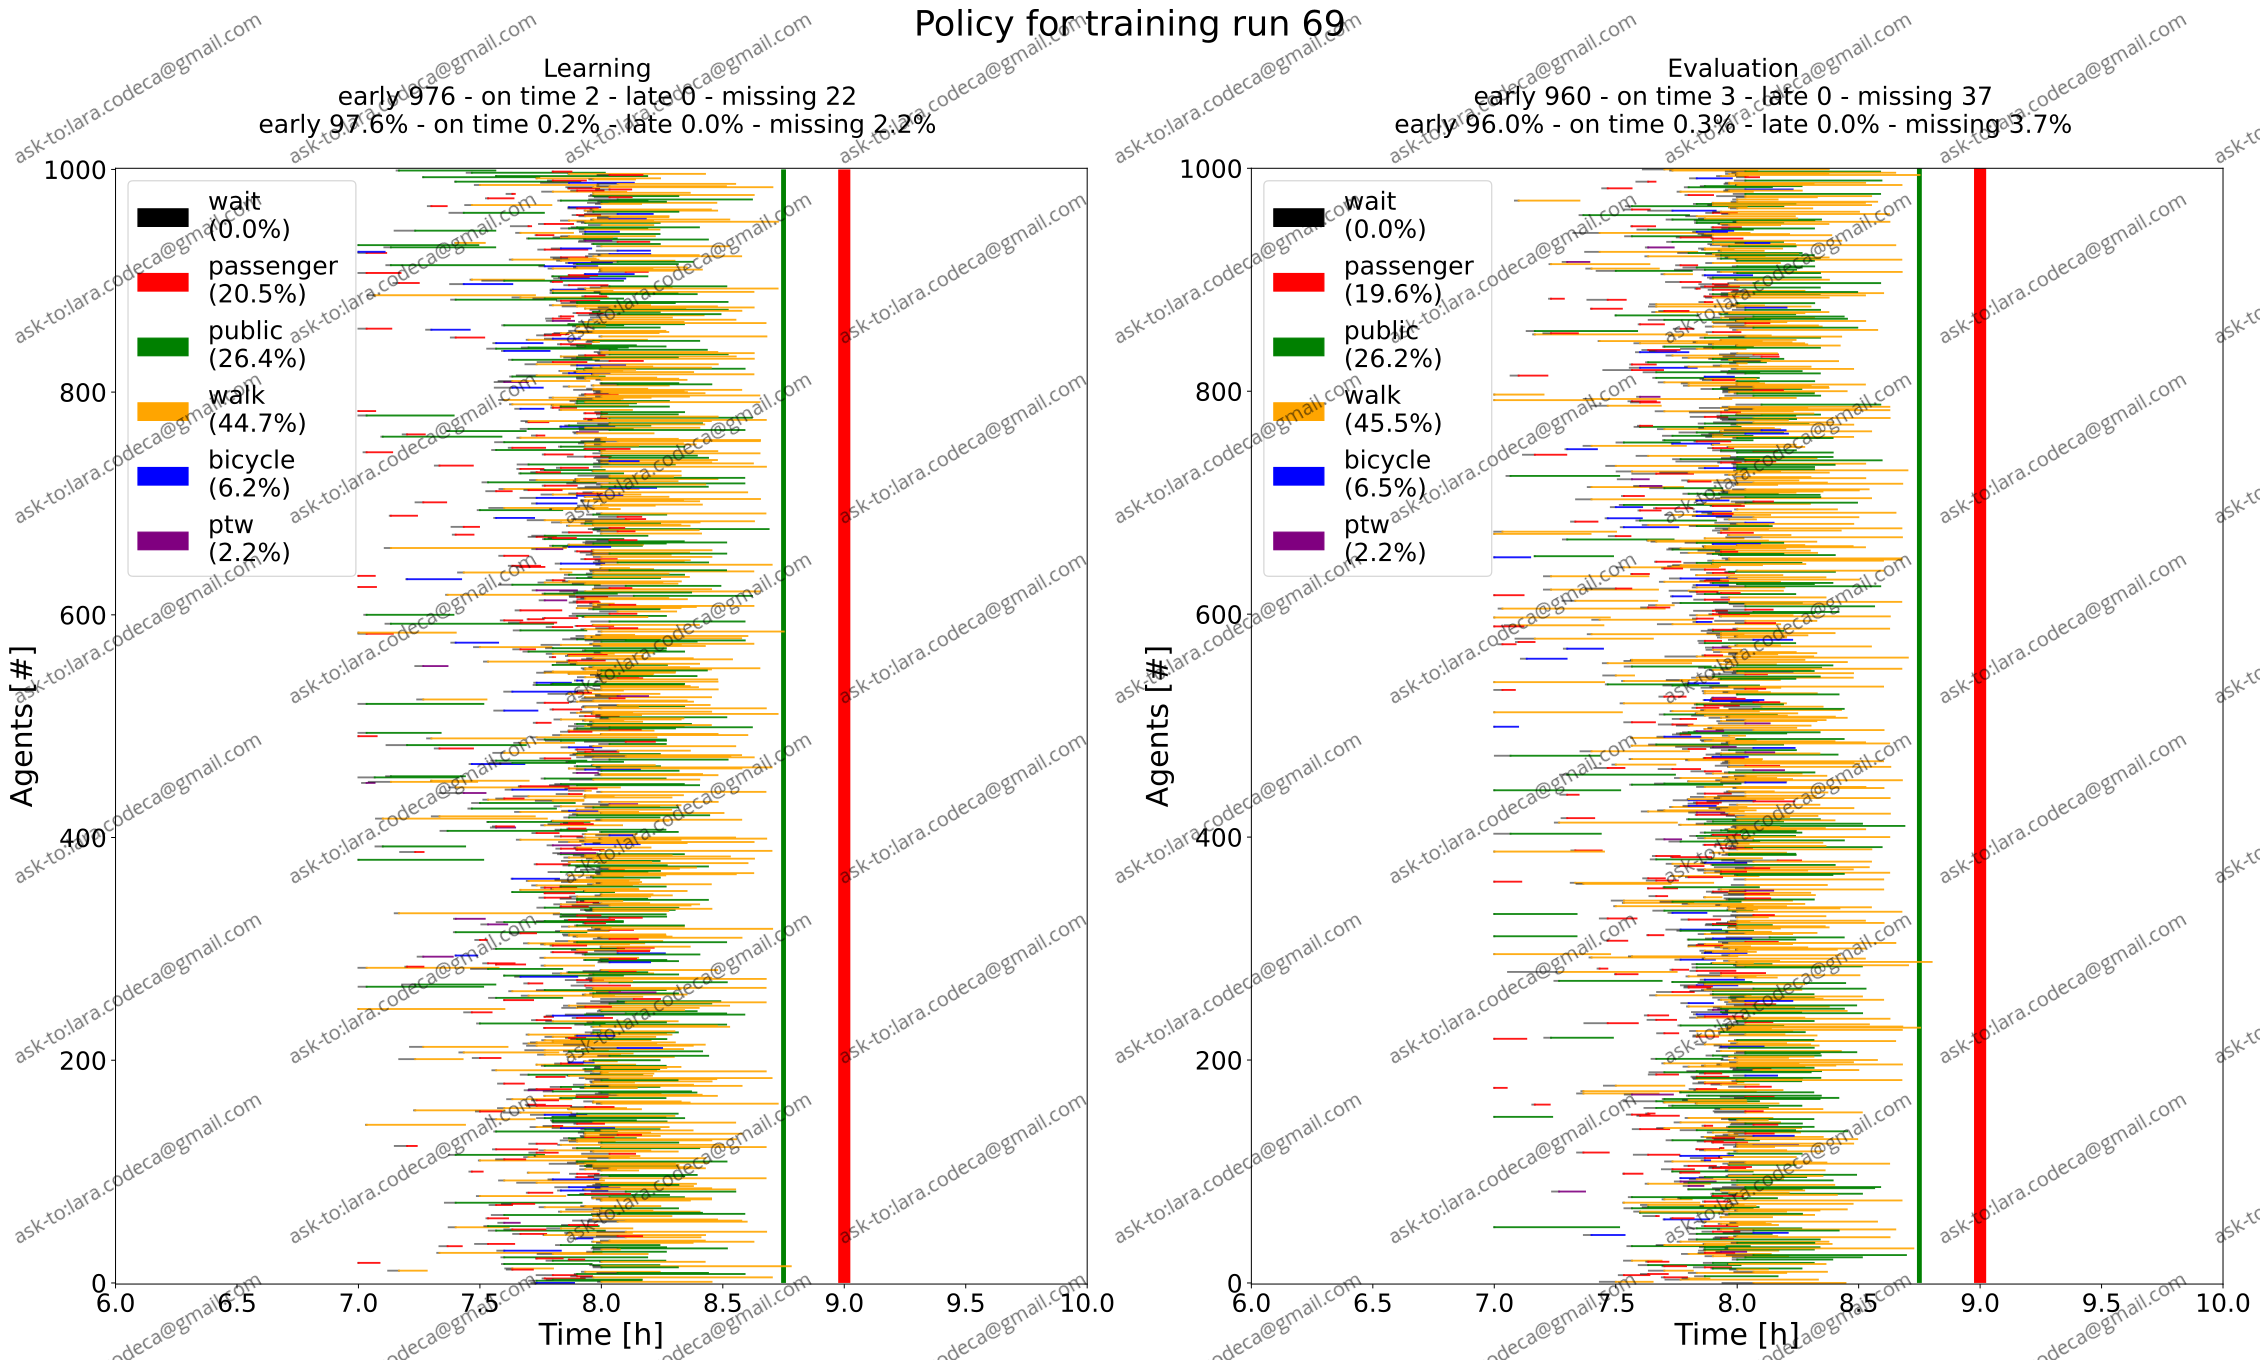 Policy for training run 69
Learning
early 976 - on time 2 - late 0 - missing 22
early 97.6% - on time 0.2% - late 0.0% - missing 2.2%
Agents [#]
1000
800
600
400
200
0
wait
(0.0%)
passenger
(20.5%)
public
(26.4%)
walk
(44.7%)
bicycle
(6.2%)
ptw
(2.2%)
6.0 6.5 7.0 7.5 8.0 8.5 9.0 9.5 10.0
Time [h]
Evaluation
early 960 - on time 3 - late 0 - missing 37
early 96.0% - on time 0.3% - late 0.0% - missing 3.7%
Agents [#]
1000
800
600
400
200
0
wait
(0.0%)
passenger
(19.6%)
public
(26.2%)
walk
(45.5%)
bicycle
(6.5%)
ptw
(2.2%)
6.0 6.5 7.0 7.5 8.0 8.5 9.0 9.5 10.0
Time [h]
ask-to:lara.codeca@gmail.com